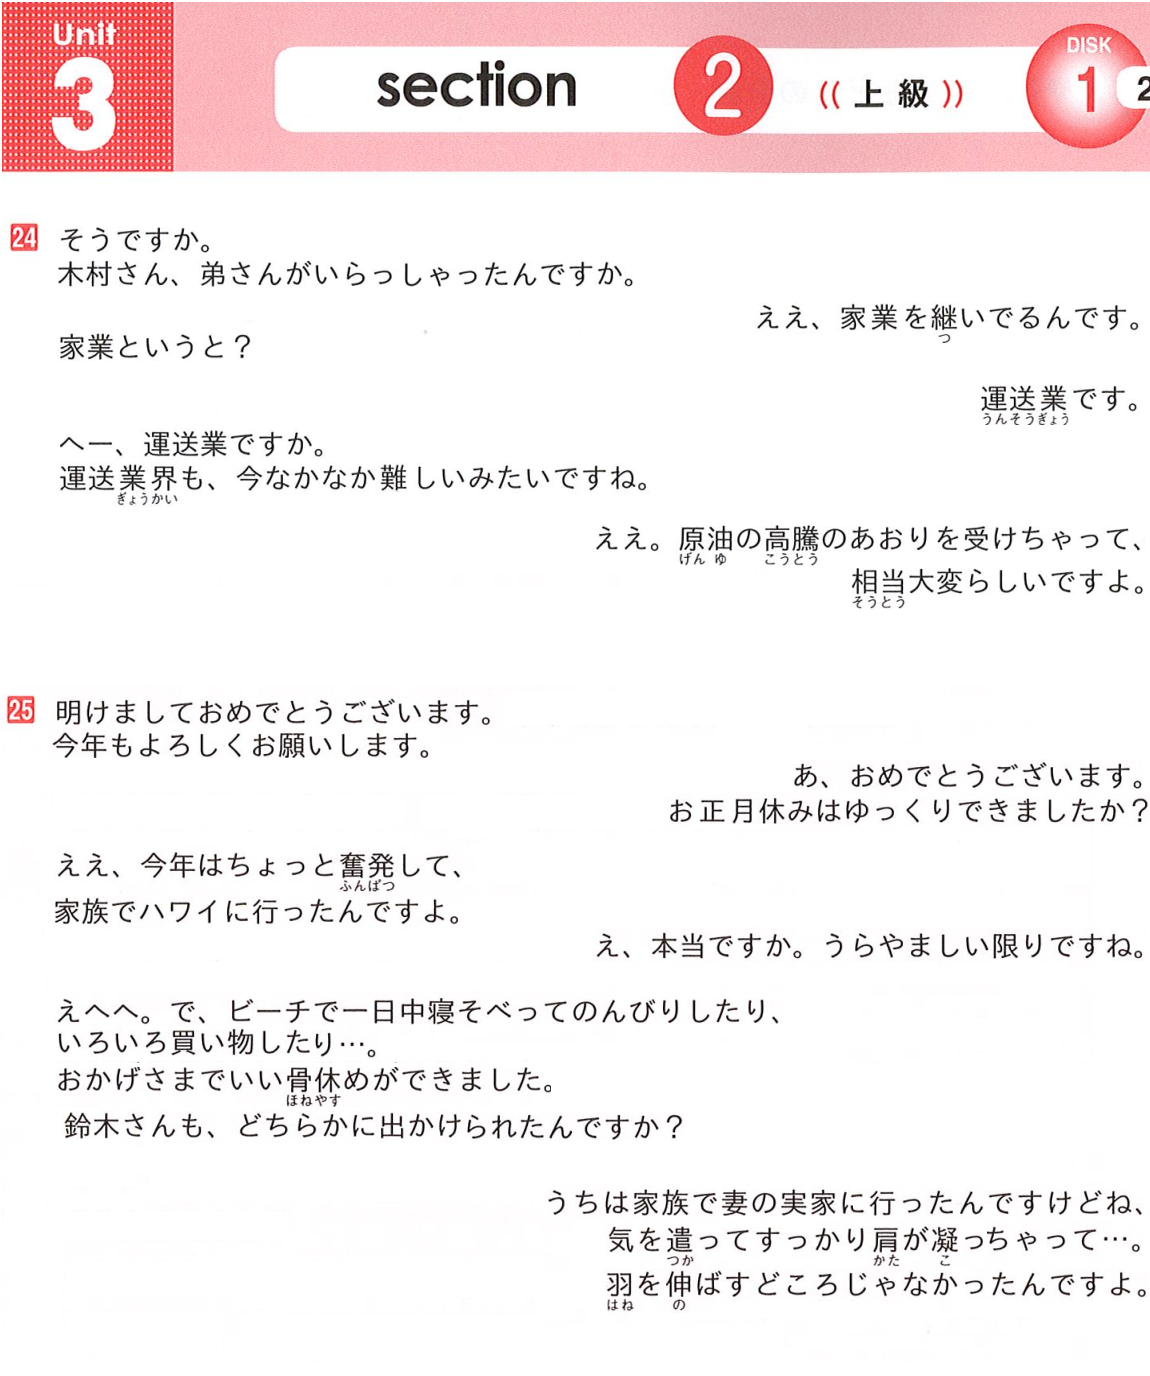 Unit
3
section 2 ((上級))
DISK
1
2
24 そうですか。
木村さん、弟さんがいらっしゃったんですか。
ええ、家業を継いでるんです。
つ
家業というと？
運送業です。
うんそうぎょう
へー、運送業ですか。
運送業界も、今なかなか難しいみたいですね。
ぎょうかい
ええ。原油の高騰のあおりを受けちゃって、
げん ゆ こうとう
相当大変らしいですよ。
そうとう
25 明けましておめでとうございます。
今年もよろしくお願いします。
あ、おめでとうございます。
お正月休みはゆっくりできましたか？
ええ、今年はちょっと奮発して、
ふんぱつ
家族でハワイに行ったんですよ。
え、本当ですか。うらやましい限りですね。
えへへ。で、ビーチで一日中寝そべってのんびりしたり、
いろいろ買い物したり…。
おかげさまでいい骨休めができました。
ほねやす
鈴木さんも、どちらかに出かけられたんですか？
うちは家族で妻の実家に行ったんですけどね、
気を遣ってすっかり肩が凝っちゃって…。
つか かた こ
羽を伸ばすどころじゃなかったんですよ。
はね の